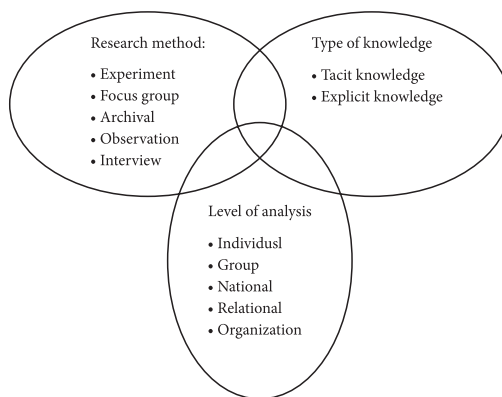 Research method:
• Experiment
• Focus group
• Archival
• Observation
• Interview
Type of knowledge
• Tacit knowledge
• Explicit knowledge
Level of analysis
• Individusl
• Group
• National
• Relational
• Organization